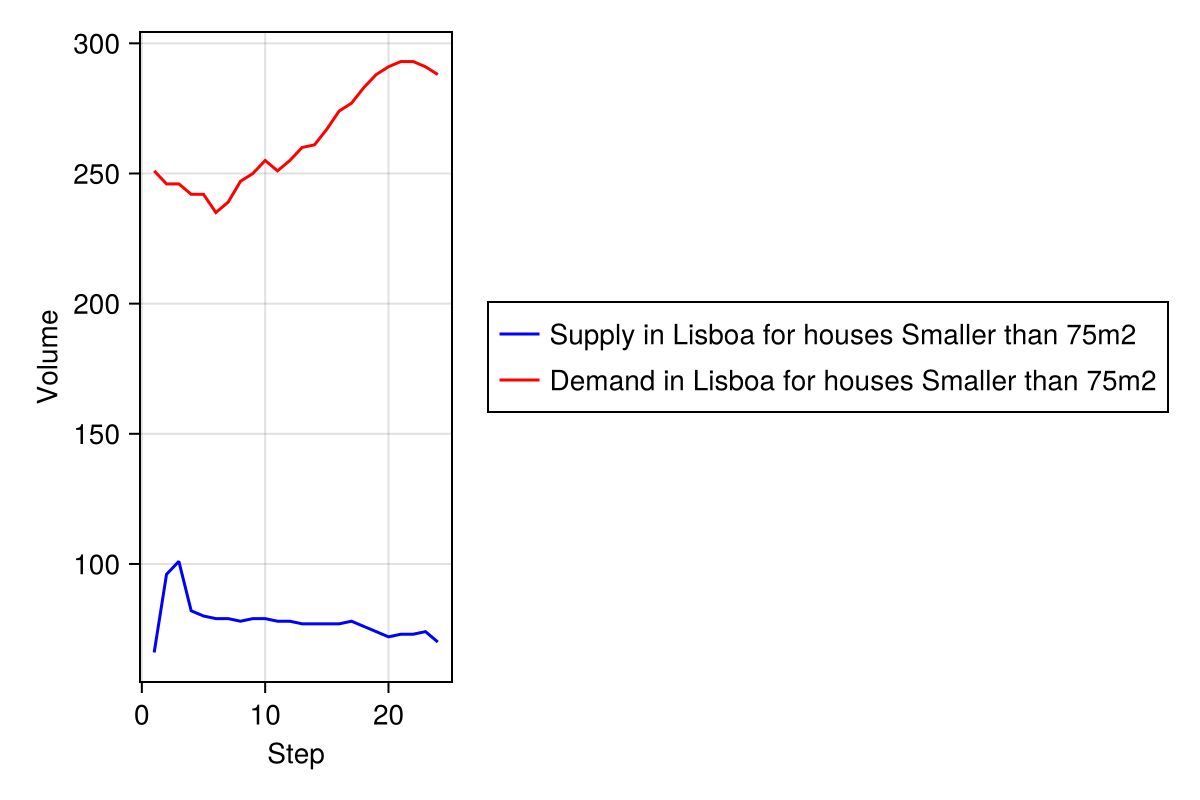 300
250
200
150
100
Volume
0 10 20
Step
Supply in Lisboa for houses Smaller than 75m2
Demand in Lisboa for houses Smaller than 75m2